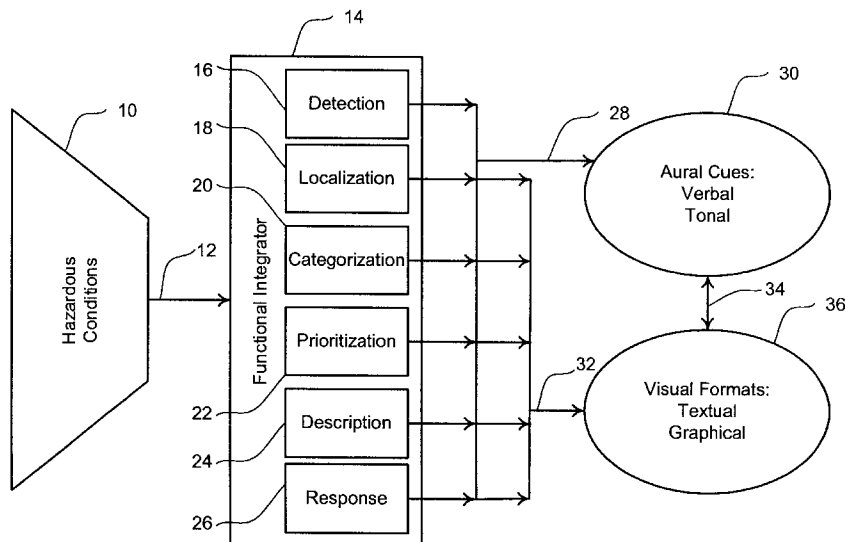 14
16
Detection
30
10
18
28
Localization
Aural Cues:
Verbal
Tonal
20
12
Categorization
Hazardous
Conditions
Functional Integrator
34
36
Prioritization
32
22
Visual Formats:
Textual
Graphical
Description
24
Response
26